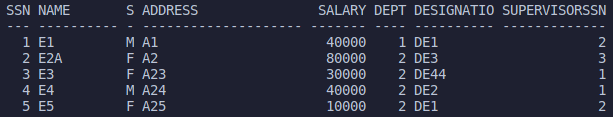 SSN NAME       S ADDRESS                  SALARY DEPT DESIGNATIO SUPERVISORSSN
--- ---------- - -------------------- ---------- ---- ---------- -------------
  1 E1         M A1                        40000    1 DE1                    2
  2 E2A        F A2                        80000    2 DE3                    3
  3 E3         F A23                       30000    2 DE44                   1
  4 E4         M A24                       40000    2 DE2                    1
  5 E5         F A25                       10000    2 DE1                    2